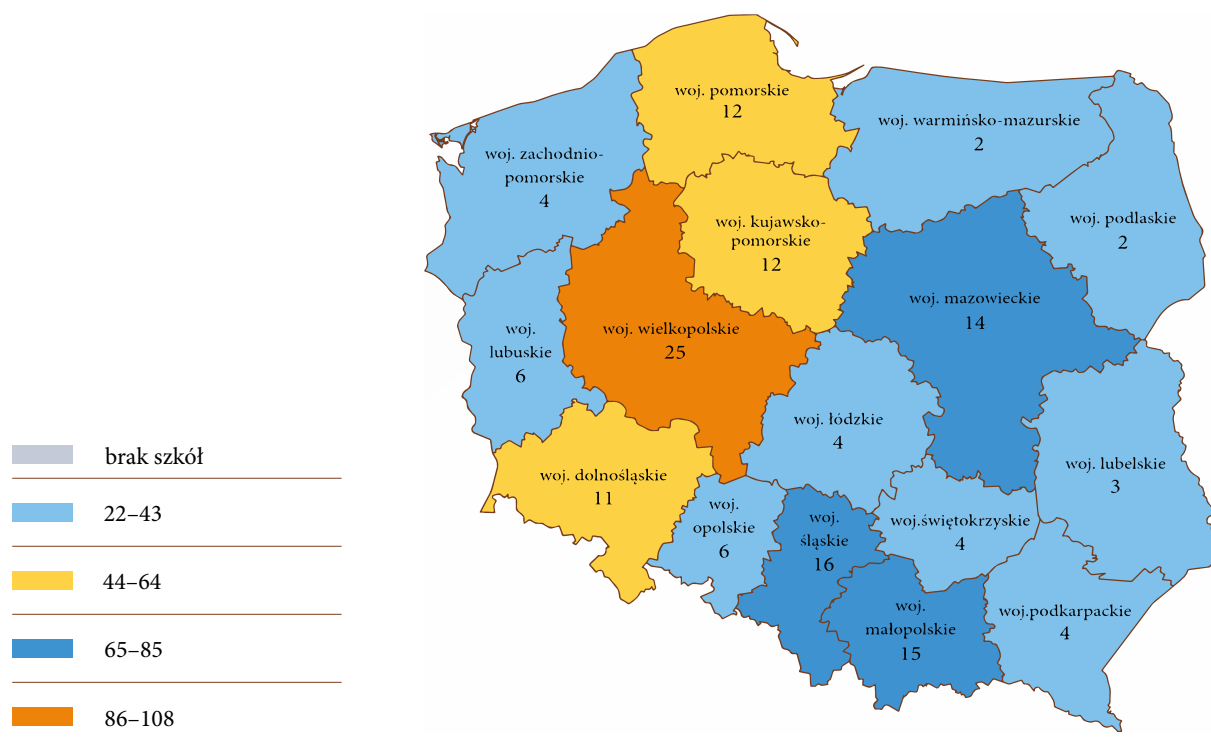 woj. pomorskie
12
woj. warmińsko-mazurskie
2
woj. zachodnio-
pomorskie
4
woj. podlaskie
2
woj. kujawsko-
pomorskie
12
woj. mazowieckie
14
woj. wielkopolskie
25
woj.
lubuskie
6
woj. łódzkie
4
woj. lubelskie
3
woj. dolnośląskie
11
woj.
opolskie
6
woj.
śląskie
16
woj.świętokrzyskie
4
woj.
małopolskie
15
woj.podkarpackie
4
brak szkół
22–43
44–64
65–85
86–108